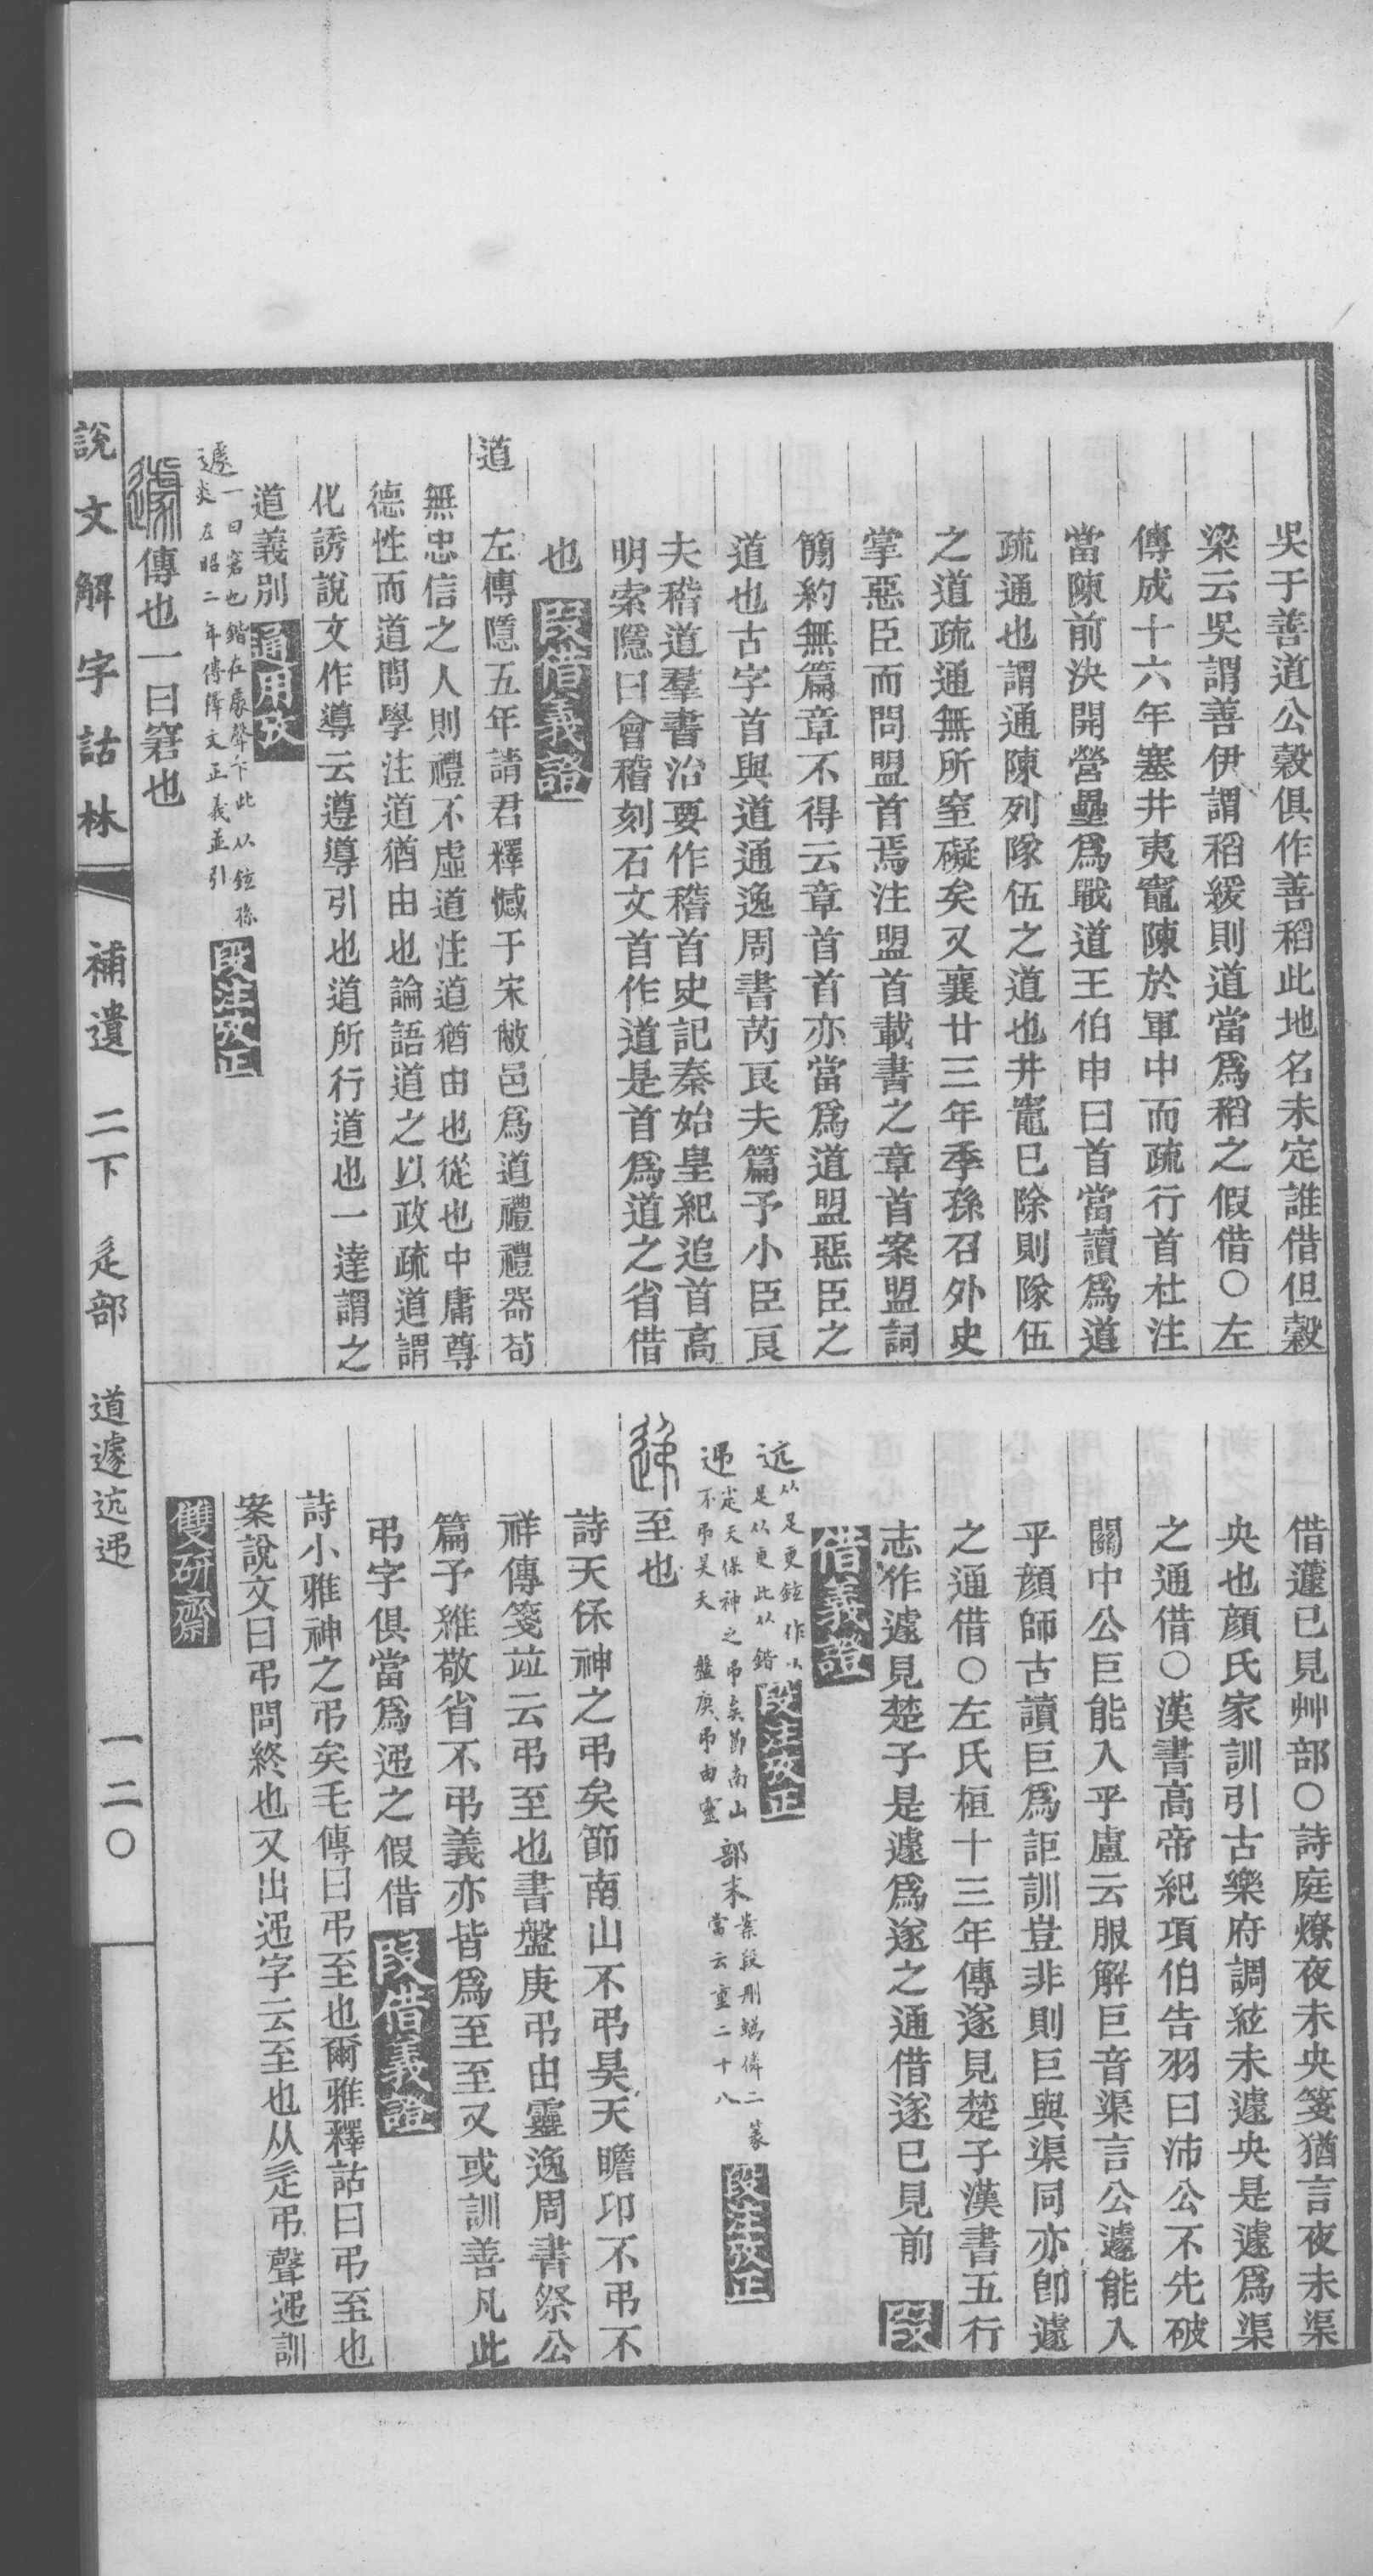 吳于善道公榖俱作善稻此地名未定誰借但榖
梁云吳謂善伊謂稻緩則道當爲稻之假借○左
傳成十六年塞井夷竈陳於軍中而疏行首杜注
當陳前決開營壘爲戰道王伯申曰首當讀爲道
疏通也謂通陳列隊伍之道也井竈已除則隊伍
之道疏通無所窒礙矣又襄廿三年季孫召外史
掌惡臣而問盟首焉注盟首載書之章首案盟詞
簡約無篇章不得云章首首亦當爲道盟惡臣之
道也古字首與道通逸周書芮良夫篇予小臣良
夫稽道羣書治要作稽首史記秦始皇紀追首高
明索隱曰會稽刻石文首作道是首爲道之省借
也 段借義證
道
左傳隱五年請君釋憾于宋敝邑爲道禮禮器苟
無忠信之人則禮不虛道注道猶由也從也中庸尊
德性而道問學注道猶由也論語道之以政疏道謂
化誘說文作導云導導引也道所行道也一達謂之
道義別 通用攷
遽 一曰窘也鍇在豦聲下此以鉉
左昭二年傳釋文正義並引 段注攷正
傳也一曰窘也
說文解字詁林 補遺 二下 辵部 道遽迒𨒹 一二〇
借蘧已見艸部○詩庭燎夜未央箋猶言夜未渠
央也顏氏家訓引古樂府調絃未遽央是遽爲渠
之通借○漢書高帝紀項伯告羽曰沛公不先破
關中公巨能入乎盧云服解巨音渠言公遽能入
乎顏師古讀巨爲詎訓豈非則巨與渠同亦卽遽
之通借○左氏桓十三年傳遂見楚子漢書五行
志作遽見楚子是遽爲遂之通借遂已見前 段
借義證
迒 从足更鉉作以
足从更此从鍇 段注攷正
𨒹 辵天保神之弔矣節南山
不弔昊天 盤庚弔由靈
部末 案段刪 二篆
當云重二十八 段注攷正
至也
詩天保神之弔矣節南山不弔昊天瞻卬不弔不
祥傳箋竝云弔至也書盤庚弔由靈逸周書祭公
篇予維敬省不弔義亦皆爲至至又或訓善凡此
弔字俱當爲𨒹之假借 段借義證
詩小雅神之弔矣毛傳曰弔至也爾雅釋詁曰弔至也
案說文曰弔問終也又出𨒹字云至也从辵弔聲𨒹訓
雙硏齋